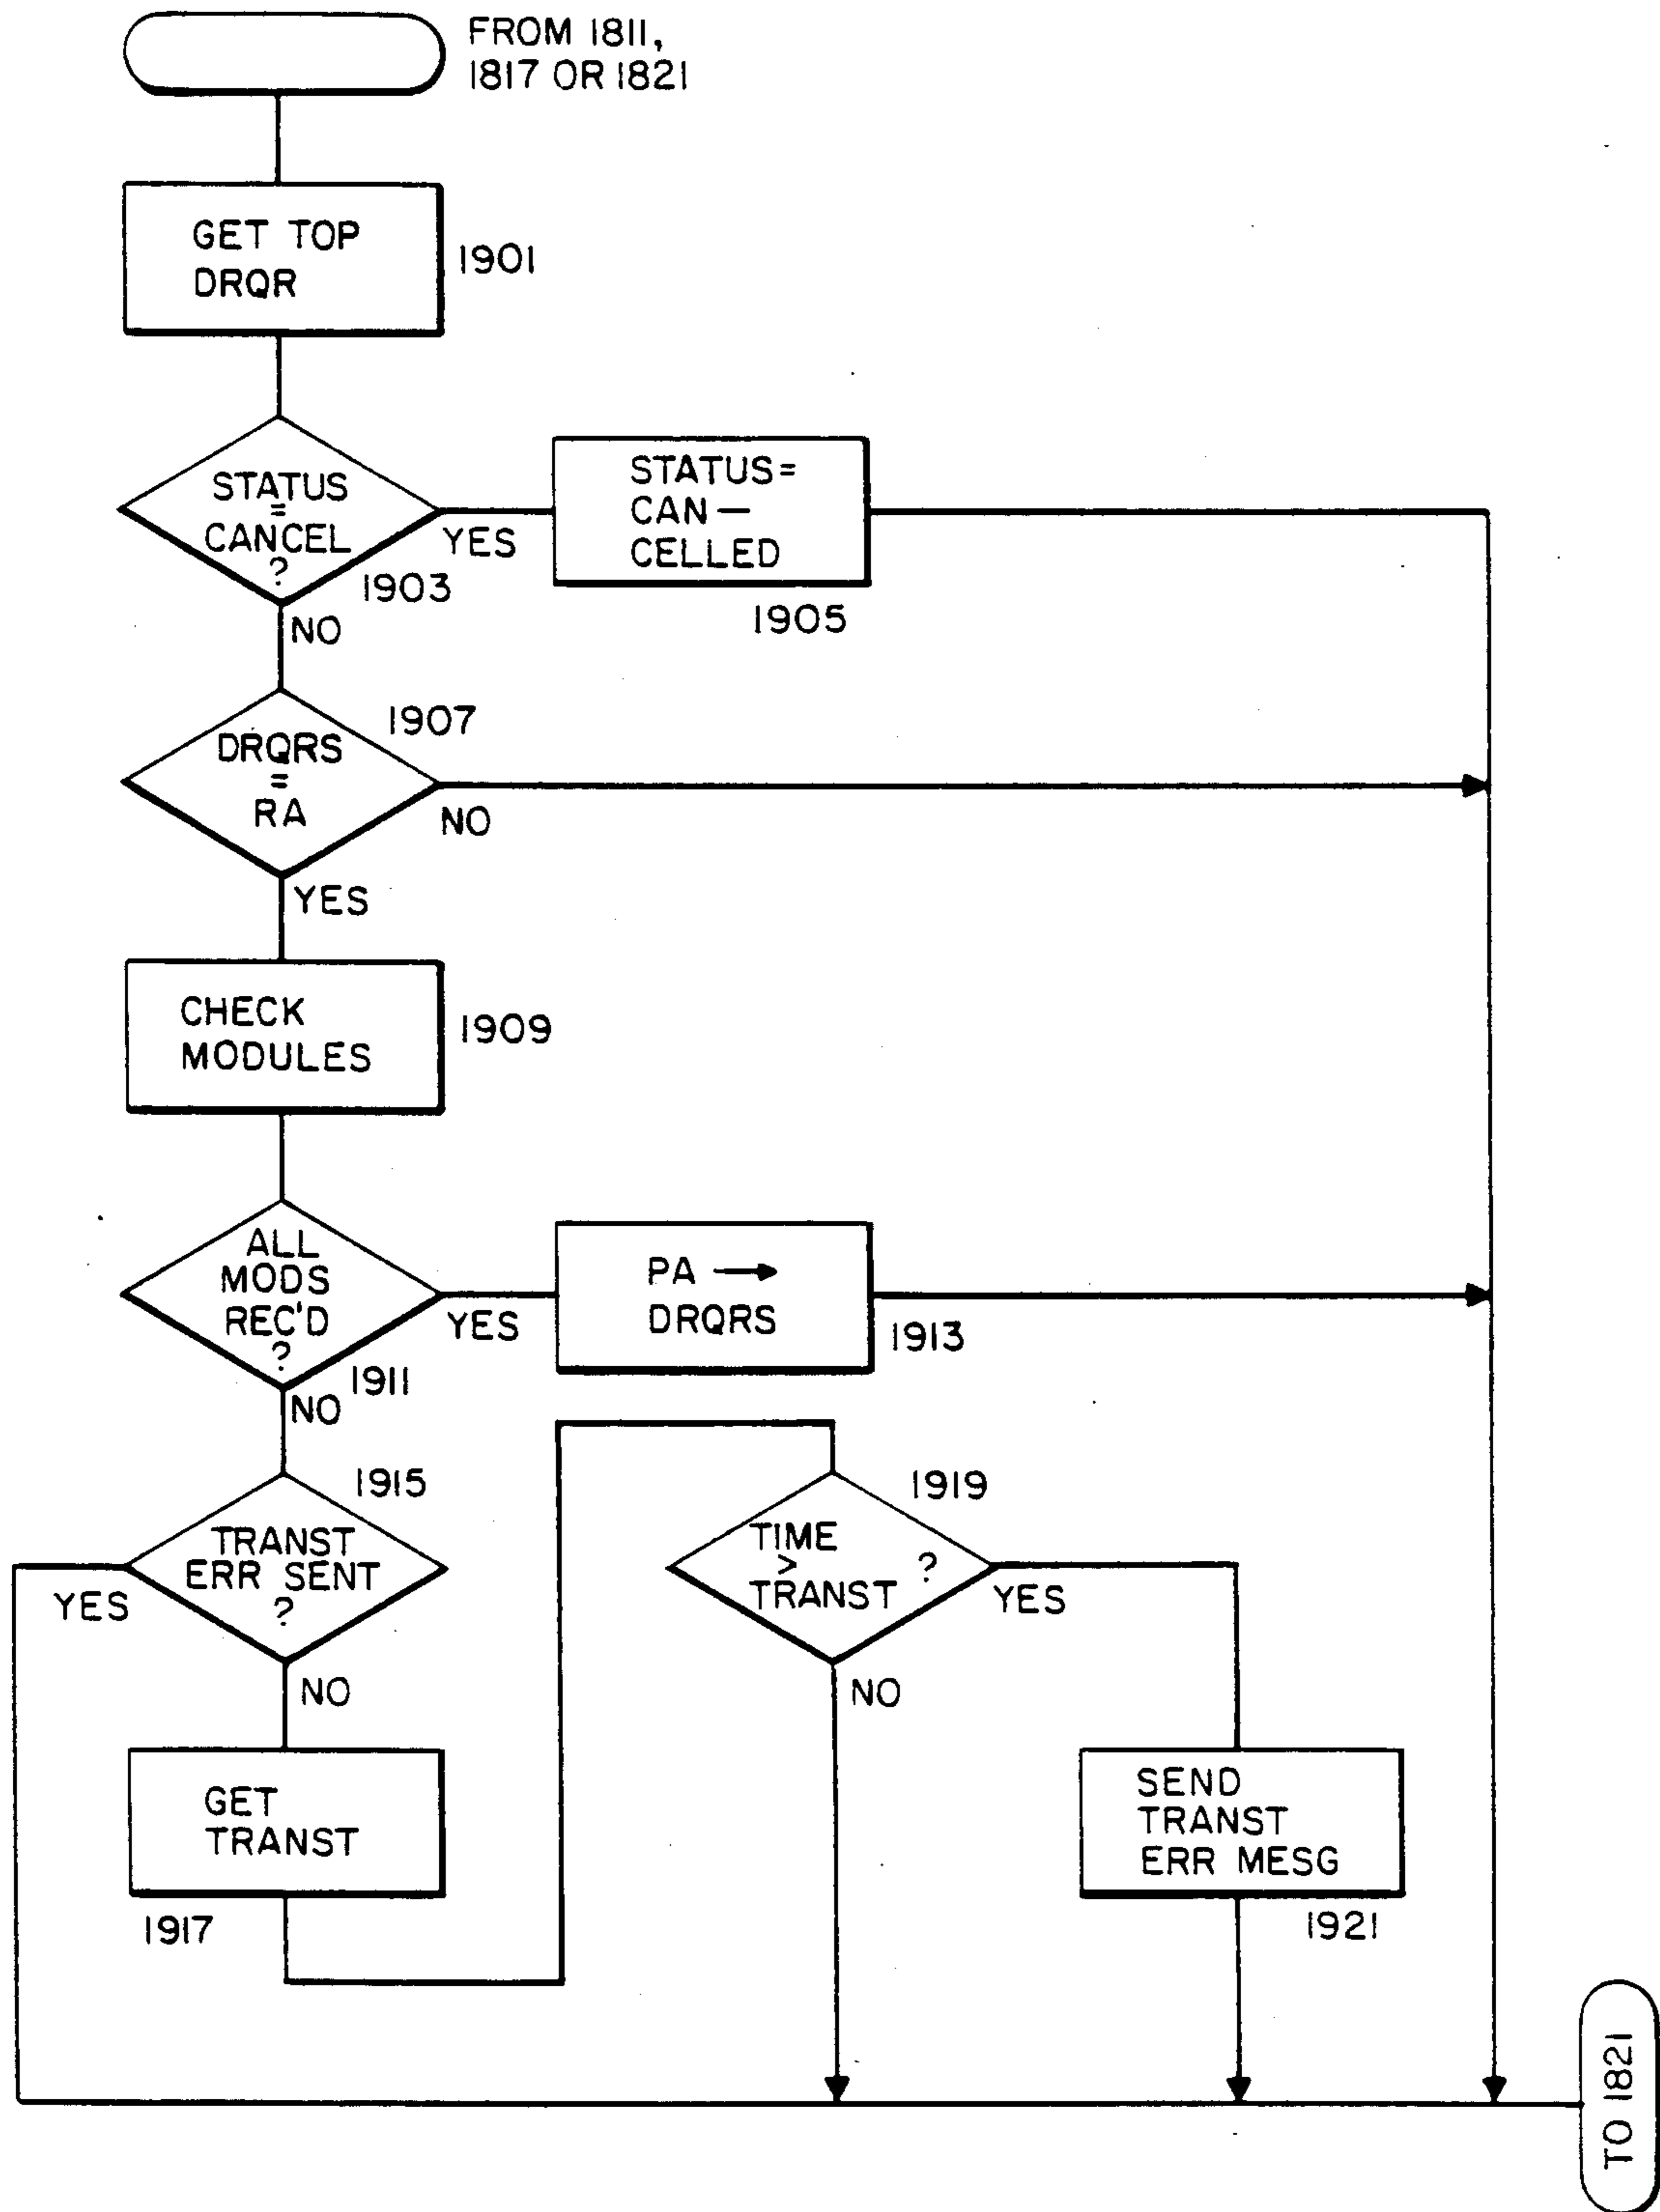 FROM 1811,
1817 OR 1821
GET TOP
DRQR
1901
STATUS
=
CANCEL
?
YES
1903
NO
STATUS=
CAN—
CELLED
1905
1907
DRQRS
=
RA
NO
YES
CHECK
MODULES
1909
ALL
MODS
REC'D
?
YES
1911
NO
PA →
DRQRS
1913
1915
TRANST
ERR SENT
?
YES
NO
GET
TRANST
1917
1919
TIME
>
TRANST ?
YES
NO
SEND
TRANST
ERR MESG
1921
TO 1821